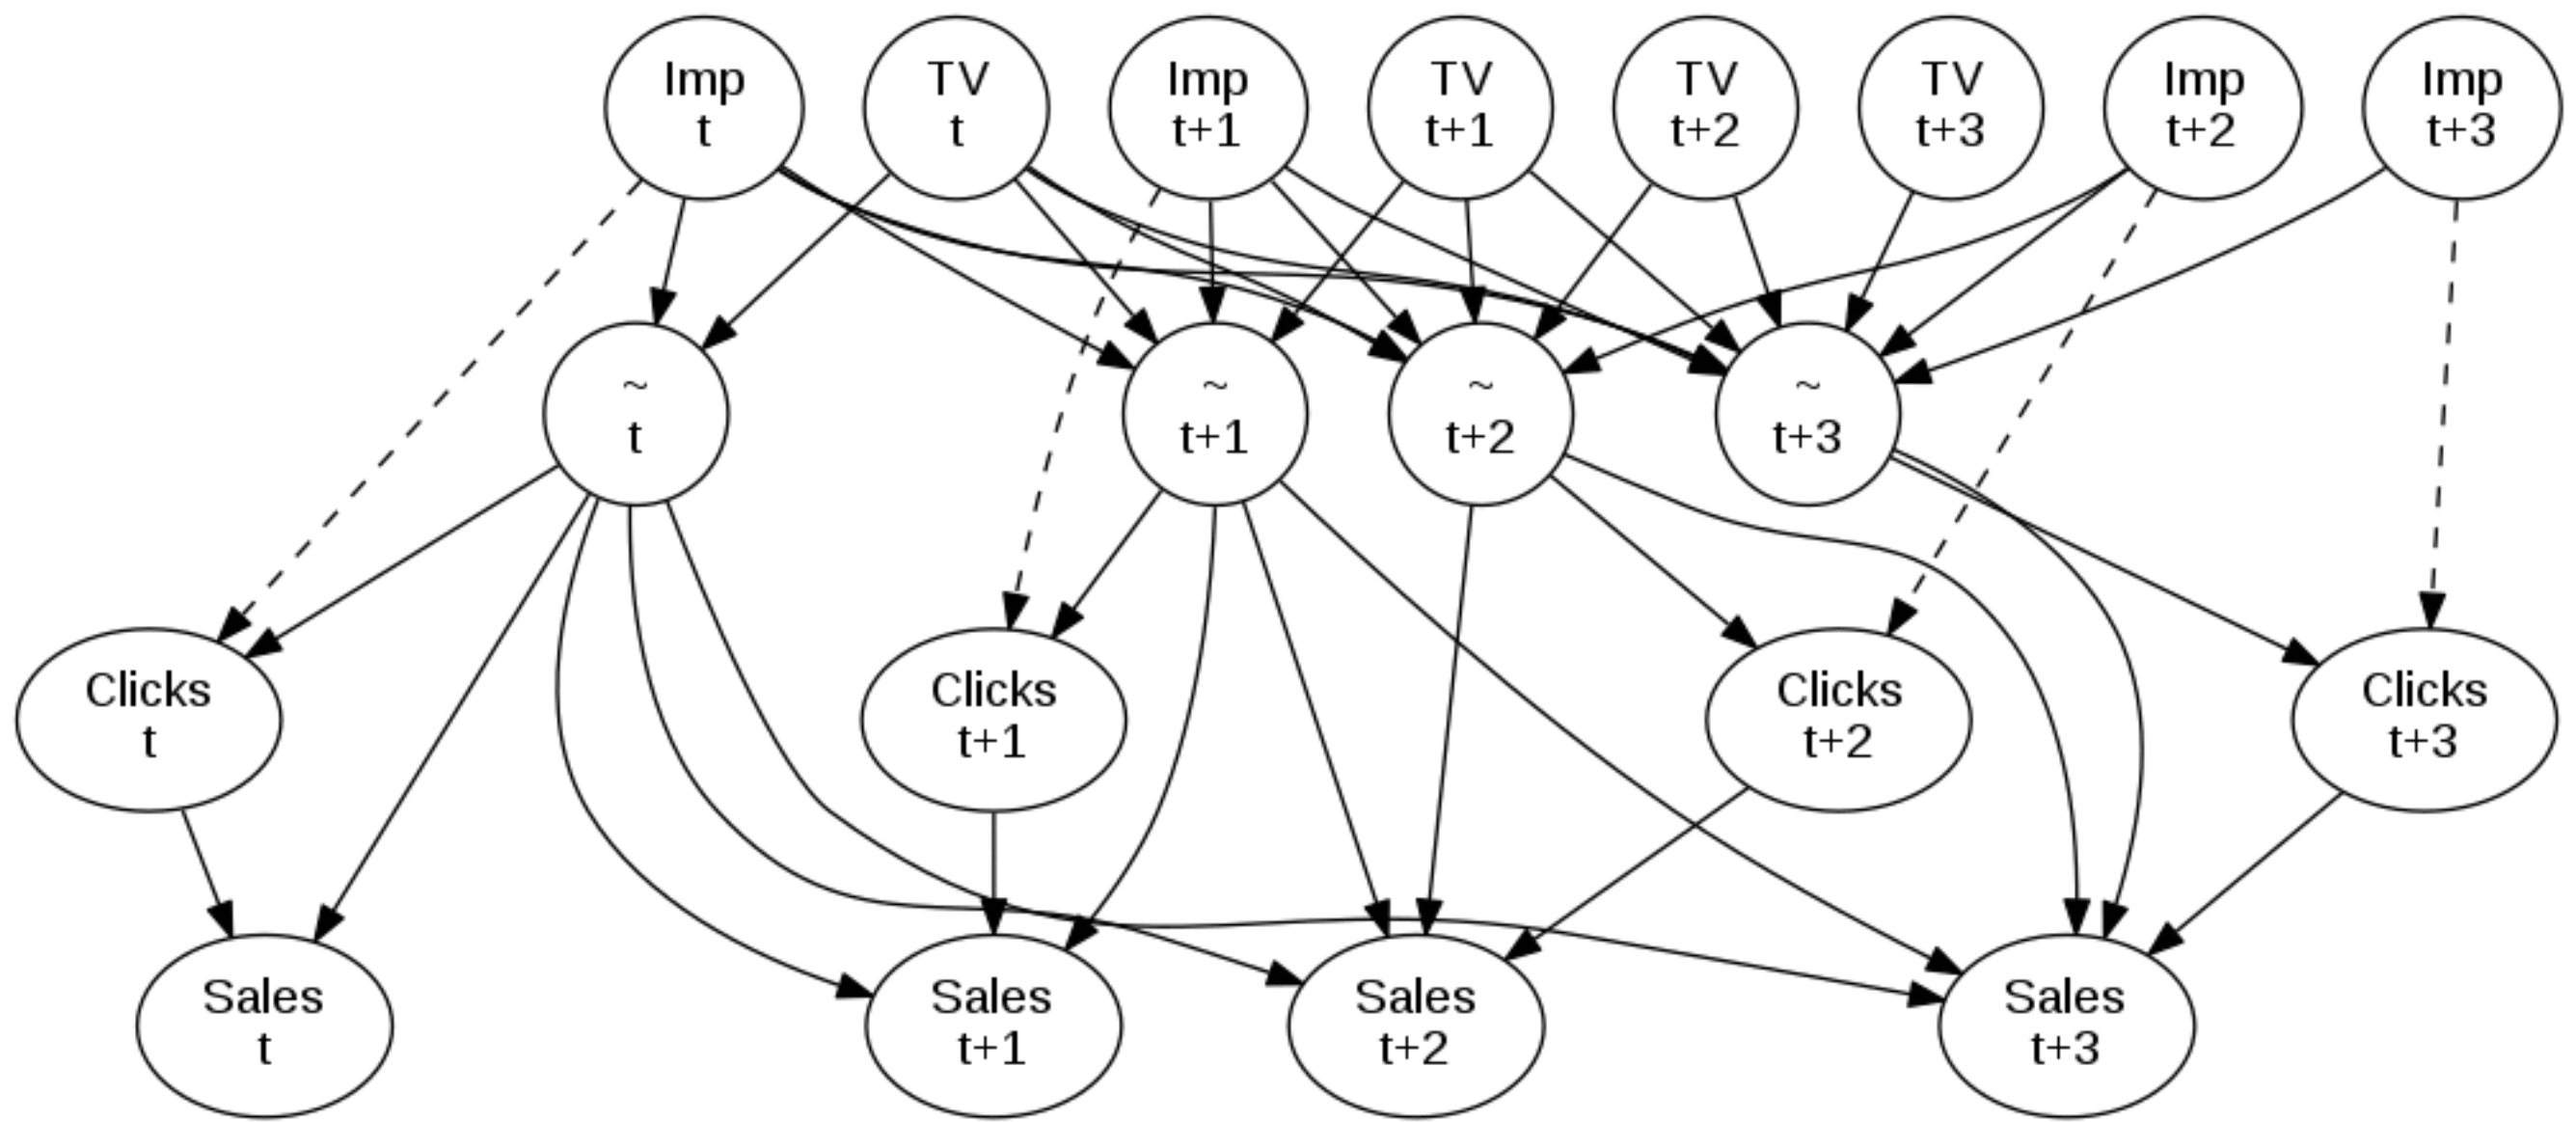 Imp
t
TV
t
Imp
t+1
TV
t+1
TV
t+2
TV
t+3
Imp
t+2
Imp
t+3
~
t
~
t+1
~
t+2
~
t+3
Clicks
t
Clicks
t+1
Clicks
t+2
Clicks
t+3
Sales
t
Sales
t+1
Sales
t+2
Sales
t+3